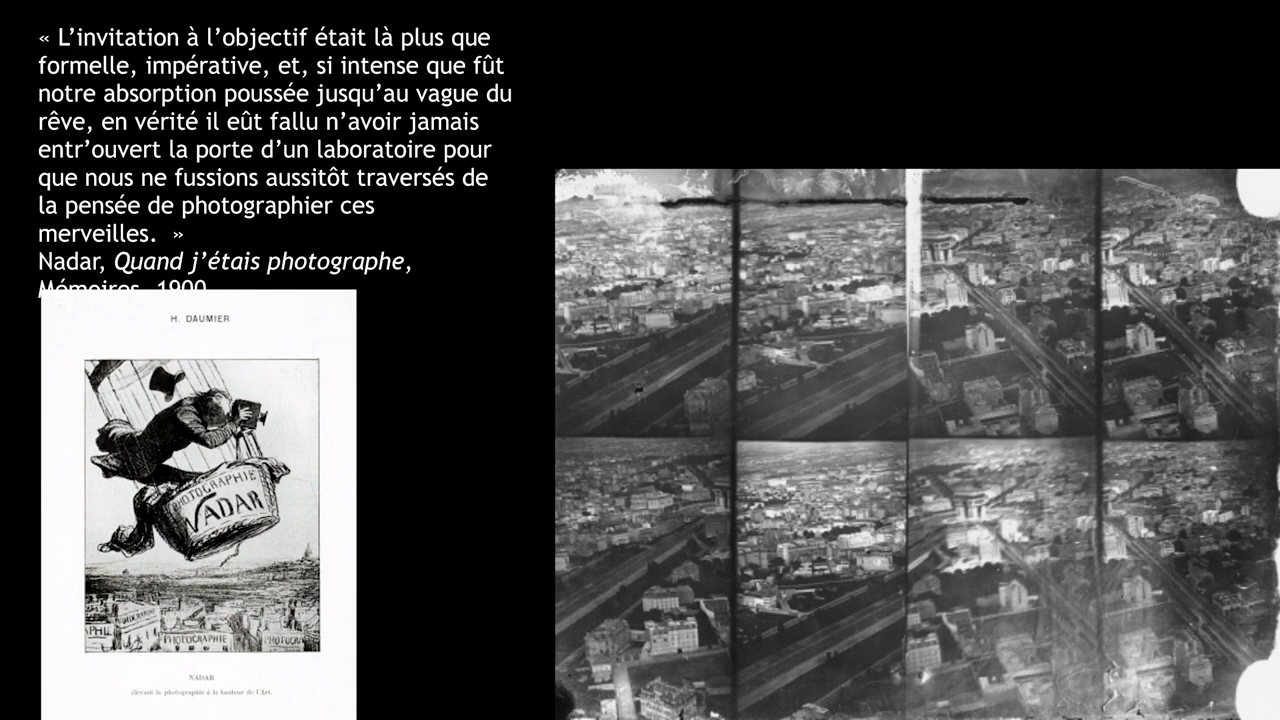 « L’invitation à l’objectif était là plus que
formelle, impérative, et, si intense que fût
notre absorption poussée jusqu’au vague du
rêve, en vérité il eût fallu n’avoir jamais
entr’ouvert la porte d’un laboratoire pour
que nous ne fussions aussitôt traversés de
la pensée de photographier ces
merveilles.  »
Nadar, Quand j’étais photographe,
Mémoires, 1900
H. DAUMIER
PHOTOGRAPHIE
NADAR
PHOTOGRAPHIE
NADAR
élevant la photographie à la hauteur de l'Art.